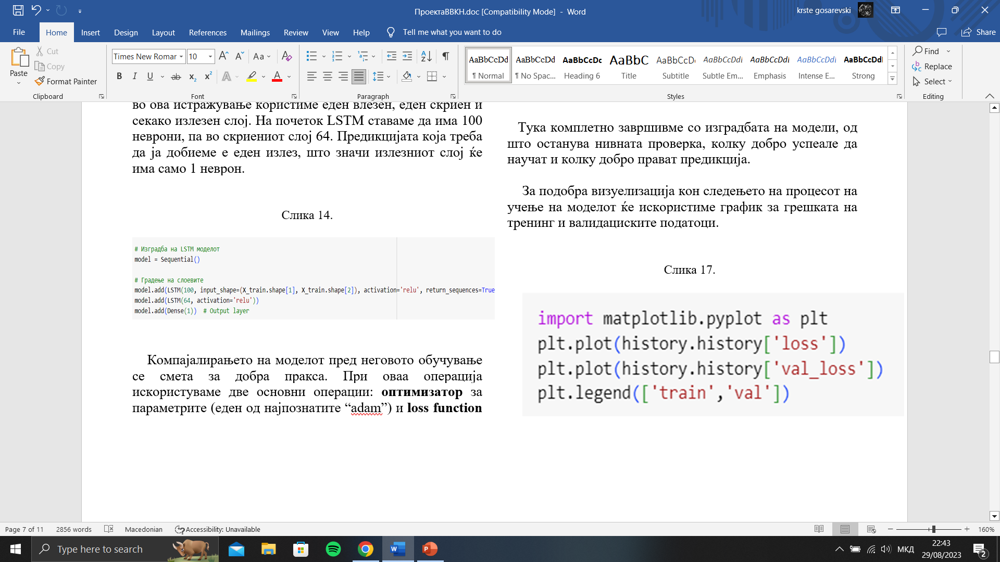 ПроектаВВКН.doc [Compatibility Mode] - Word
krste gosarevski
File Home Insert Design Layout References Mailings Review View Help Tell me what you want to do
Share
Paste
Cut
Copy
Format Painter
Clipboard
Times New Romar 10
Font
Paragraph
AaBbCcDd AaBbCcDd AaBbCcDc AaBbC AaBbCcD AaBbCcDdI AaBbCcDdI AaBbCcDdI AaBbCcDdI
¶ Normal ¶ No Spac... Heading 6 Title Subtitle Subtle Em... Emphasis Intense E... Strong
Styles
Find
Replace
Select
Editing
во ова истражување користиме еден влезен, еден скриен и
секако излезен слој. На почеток LSTM ставаме да има 100
неврони, па во скриениот слој 64. Предикцијата која треба
да ја добиеме е еден излез, што значи излезниот слој ќе
има само 1 неврон.
Слика 14.
# Изградба на LSTM моделот
model = Sequential()
# Градење на слоевите
model.add(LSTM(100, input_shape=(X_train.shape[1], X_train.shape[2]), activation='relu', return_sequences=True
model.add(LSTM(64, activation='relu'))
model.add(Dense(1)) # Output layer
Компајалирањето на моделот пред неговото обучување
се смета за добра пракса. При оваа операција
искористуваме две основни операции: оптимизатор за
параметрите (еден од најпознатите “adam”) и loss function
Тука комплетно завршивме со изградбата на модели, од
што останува нивната проверка, колку добро успеале да
научат и колку добро прават предикција.
За подобра визуелизација кон следењето на процесот на
учење на моделот ќе искористиме график за грешката на
тренинг и валидациските податоци.
Слика 17.
import matplotlib.pyplot as plt
plt.plot(history.history['loss'])
plt.plot(history.history['val_loss'])
plt.legend(['train','val'])
Page 7 of 11 2856 words Macedonian Accessibility: Unavailable
160%
Type here to search
МКД
22:43
29/08/2023
2